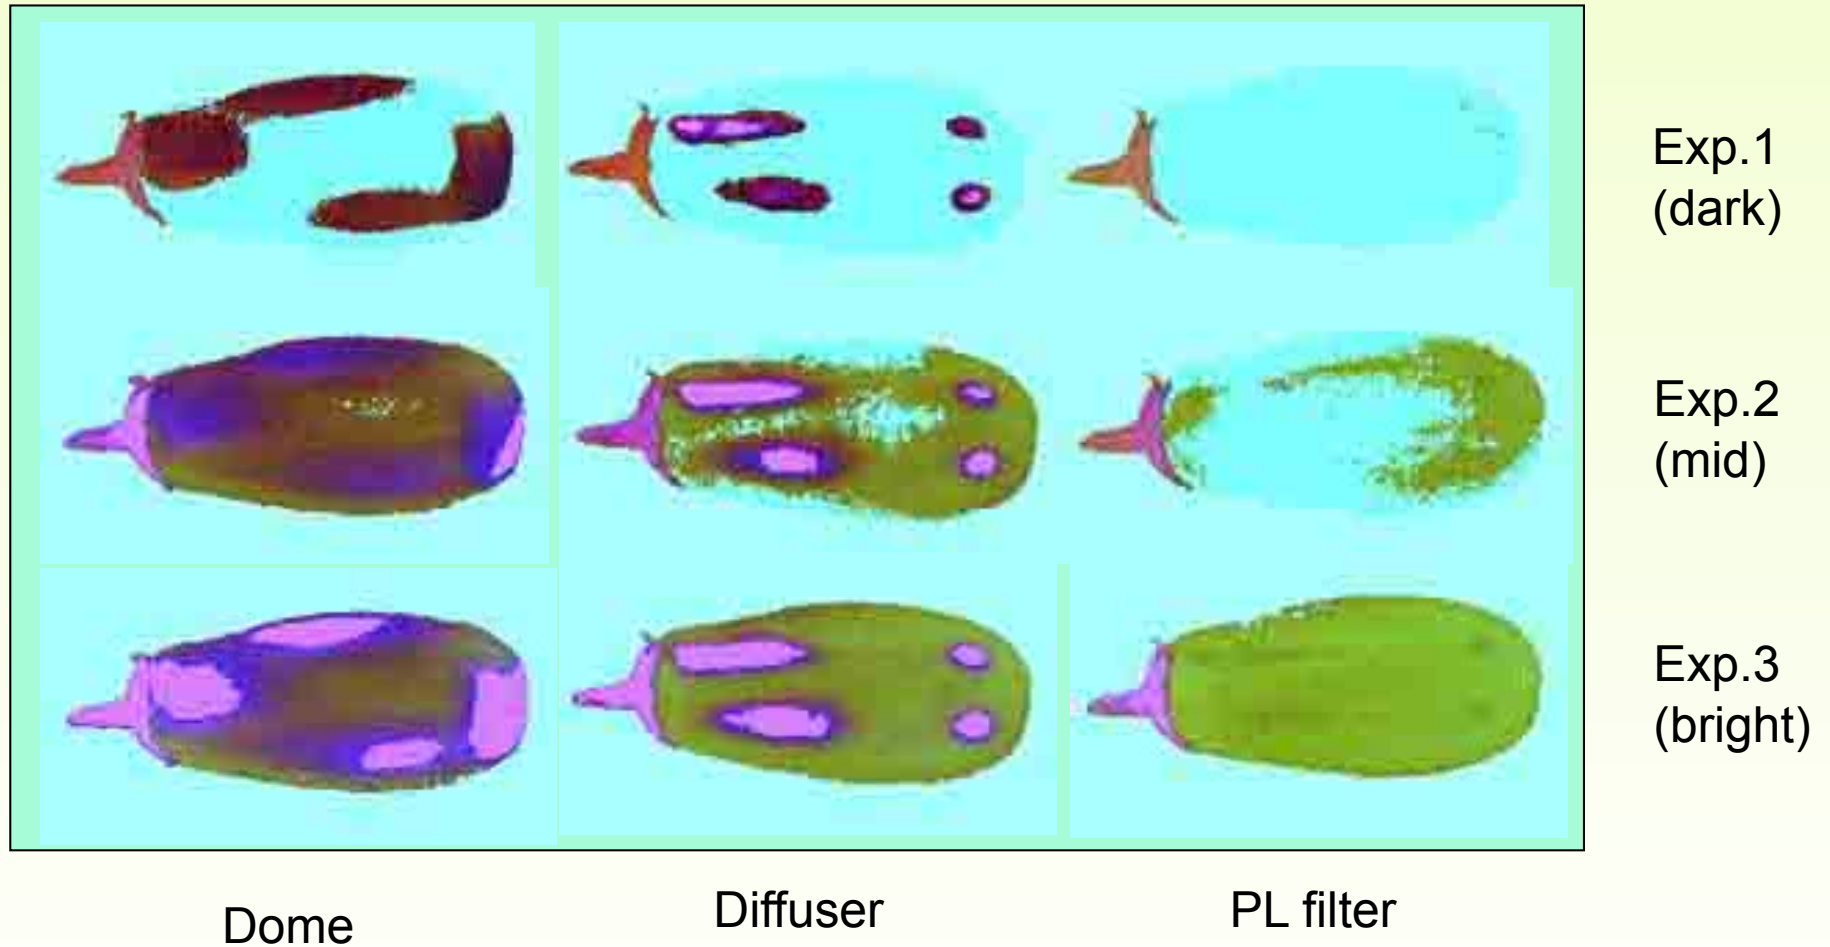 Exp.1
(dark)
Exp.2
(mid)
Exp.3
(bright)
Dome
Diffuser
PL filter